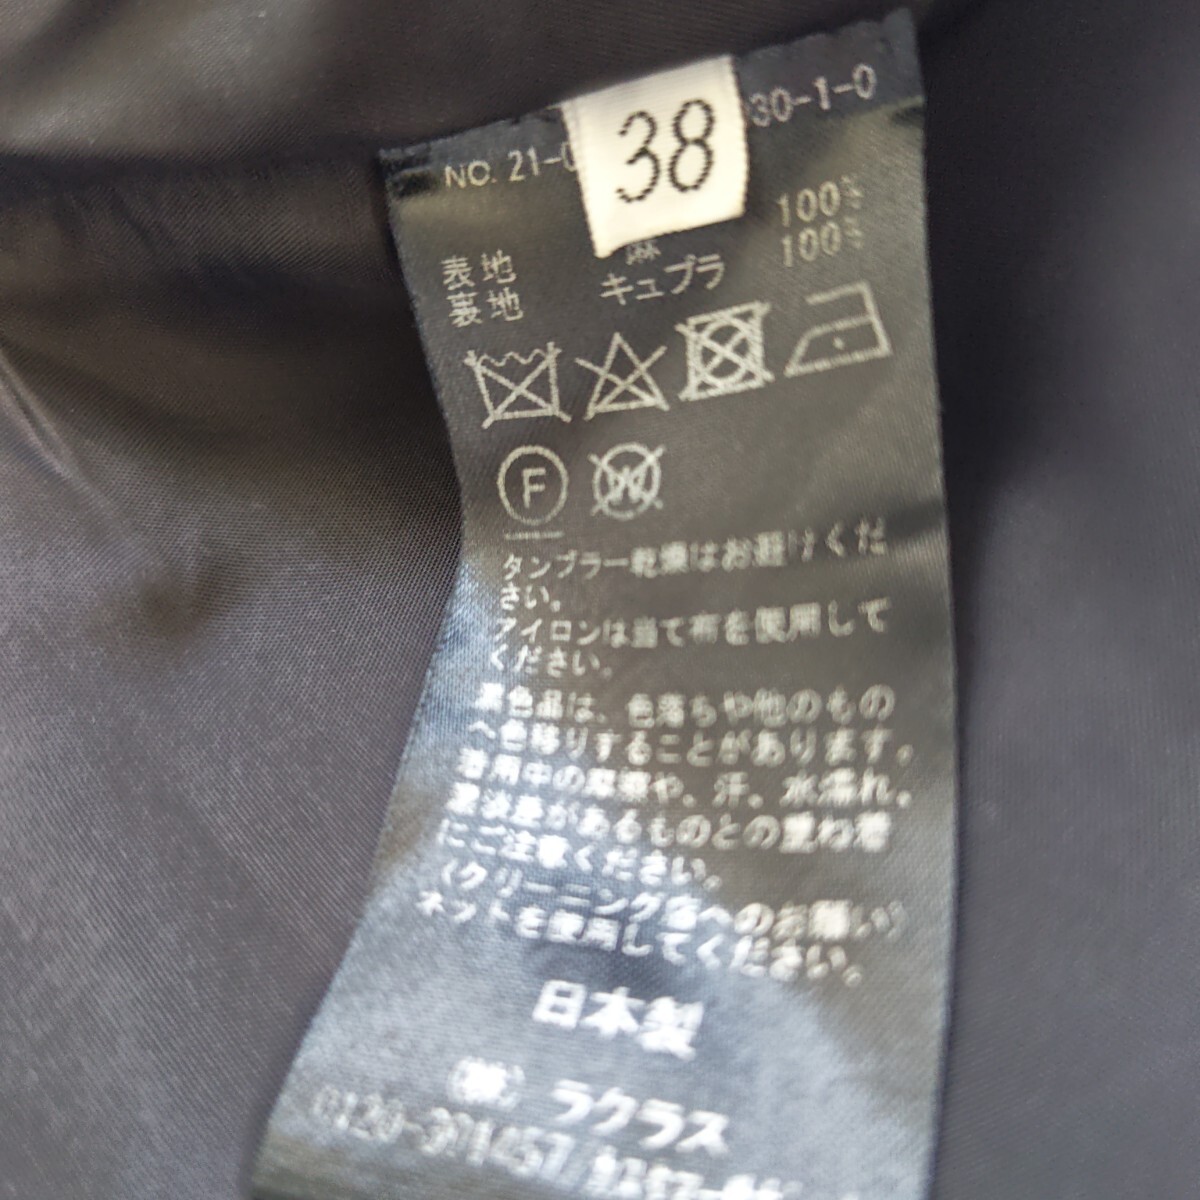 38
NO. 21-0 30-1-0
表地 麻 100%
裏地 キュプラ 100%
F W
タンブラー乾燥はお避けくだ
さい。
アイロンは当て布を使用して
ください。
濃色品は、色落ちや他のもの
へ色移りすることがあります。
着用中の摩擦や、汗、水濡れ、
濃淡差があるものとの重ね着
にご注意ください。
(クリーニング店へのお願い)
ネットを使用してください。
日本製
(株) ラクラス